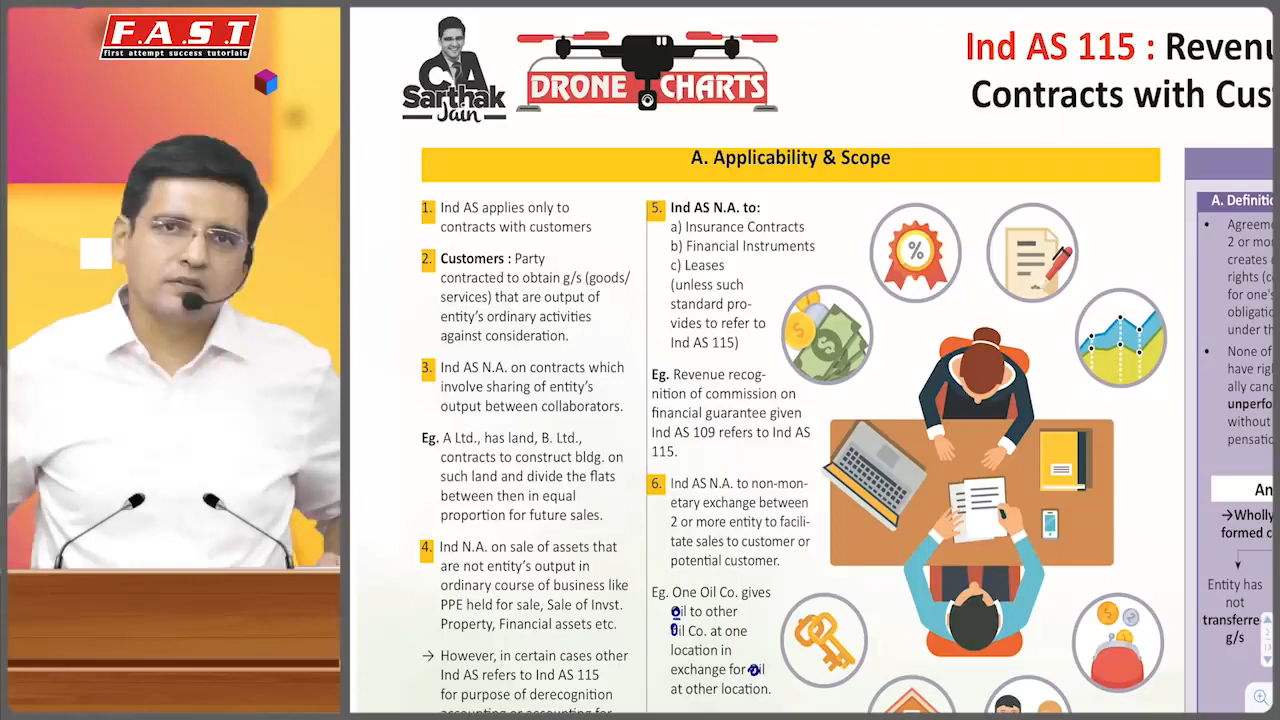 F.A.S.T
first attempt success tutorials
CA
Sarthak
Jain
DRONE CHARTS
Ind AS 115 : Revenu
Contracts with Cus
A. Applicability & Scope
1. Ind AS applies only to
contracts with customers
2. Customers : Party
contracted to obtain g/s (goods/
services) that are output of
entity's ordinary activities
against consideration.
3. Ind AS N.A. on contracts which
involve sharing of entity's
output between collaborators.
Eg. A Ltd., has land, B. Ltd.,
contracts to construct bldg. on
such land and divide the flats
between then in equal
proportion for future sales.
4. Ind N.A. on sale of assets that
are not entity's output in
ordinary course of business like
PPE held for sale, Sale of Invst.
Property, Financial assets etc.
→ However, in certain cases other
Ind AS refers to Ind AS 115
for purpose of derecognition
accounting or accounting for
5. Ind AS N.A. to:
a) Insurance Contracts
b) Financial Instruments
c) Leases
(unless such
standard pro-
vides to refer to
Ind AS 115)
Eg. Revenue recog-
nition of commission on
financial guarantee given
Ind AS 109 refers to Ind AS
115.
6. Ind AS N.A. to non-mon-
etary exchange between
2 or more entity to facili-
tate sales to customer or
potential customer.
Eg. One Oil Co. gives
Oil to other
Oil Co. at one
location in
exchange for Oil
at other location.
%
A. Definitio
• Agreeme
2 or mor
creates e
rights (c
for one's
obligatio
under th
• None of
have rig
ally canc
unperfo
without
pensatio
An
→Wholly
formed c
Entity has
not
transferre
g/s